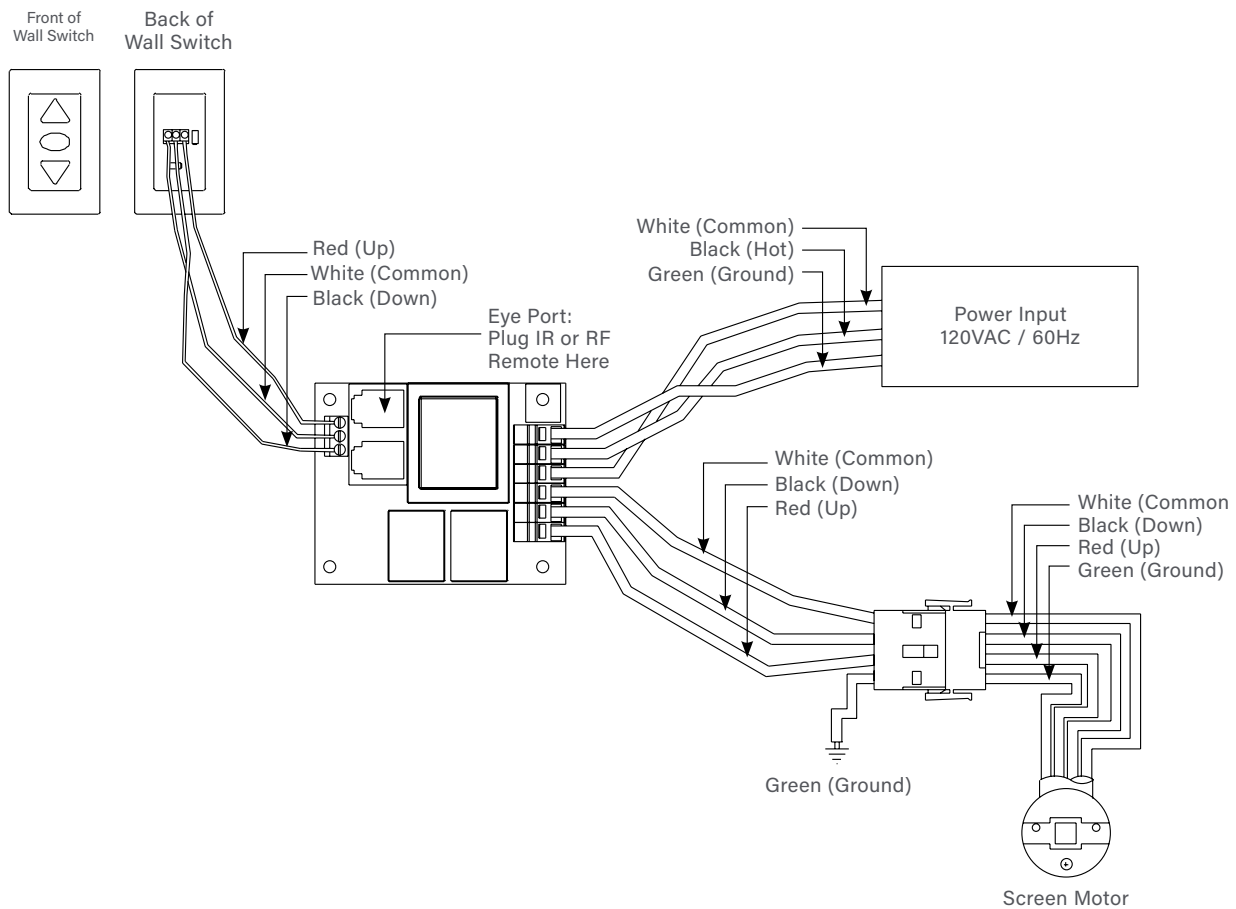 Front of
Wall Switch
Back of
Wall Switch
Red (Up)
White (Common)
Black (Down)
Eye Port:
Plug IR or RF
Remote Here
White (Common)
Black (Hot)
Green (Ground)
Power Input
120VAC / 60Hz
White (Common)
Black (Down)
Red (Up)
White (Common
Black (Down)
Red (Up)
Green (Ground)
Green (Ground)
Screen Motor